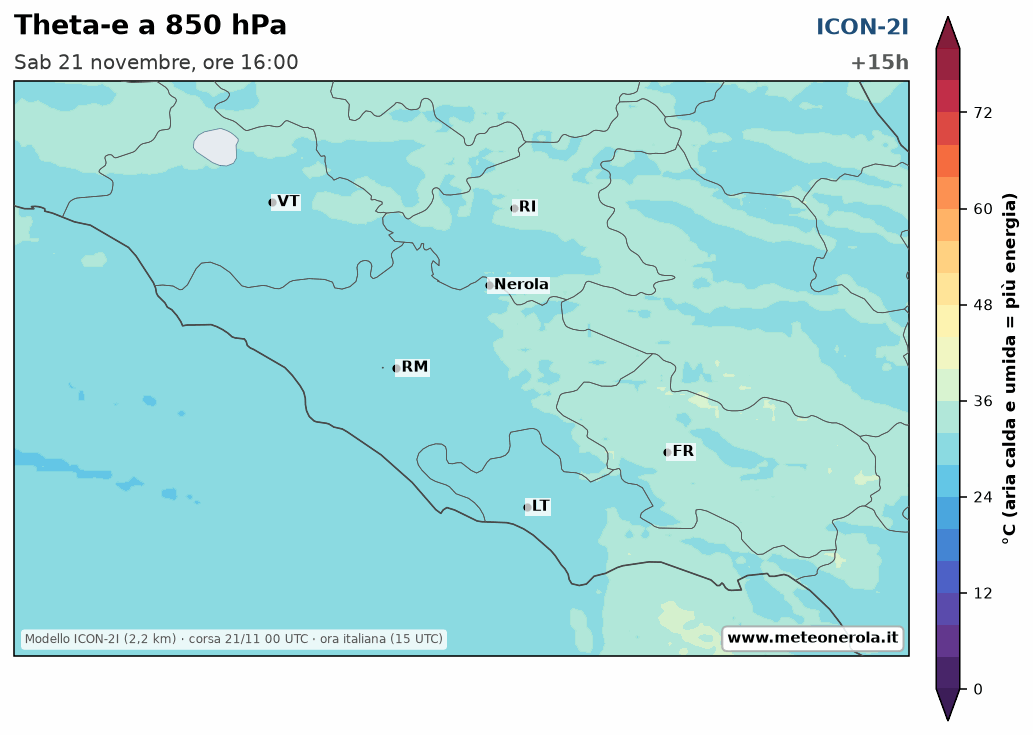 Theta-e a 850 hPa
ICON-2I
Sab 21 novembre, ore 16:00
+15h
VT
RI
Nerola
RM
FR
LT
Modello ICON-2I (2,2 km) · corsa 21/11 00 UTC · ora italiana (15 UTC)
www.meteonerola.it
72
60
48
36
24
12
0
°C (aria calda e umida = più energia)